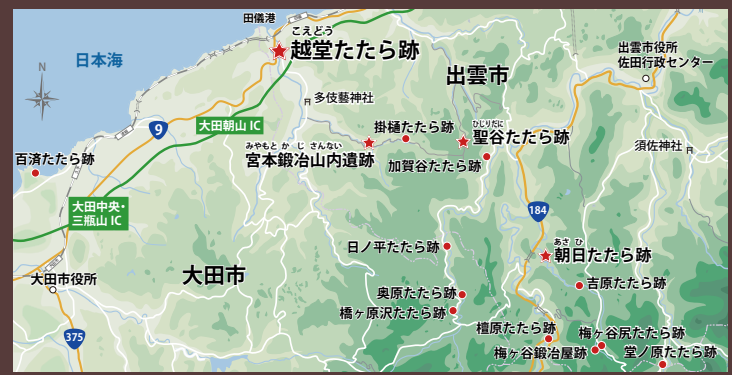 田儀港
こえどう
越堂たたら跡
日本海
出雲市
出雲市役所
佐田行政センター
N
多伎藝神社
9
大田朝山 IC
掛樋たたら跡
ひじりだに
聖谷たたら跡
みやもと か じ さんない
宮本鍛冶山内遺跡
加賀谷たたら跡
須佐神社
百済たたら跡
大田中央・
三瓶山 IC
184
日ノ平たたら跡
あさ ひ
朝日たたら跡
大田市役所
大田市
吉原たたら跡
奥原たたら跡
橋ヶ原沢たたら跡
375
檀原たたら跡
梅ヶ谷尻たたら跡
梅ヶ谷鍛冶屋跡
堂ノ原たたら跡